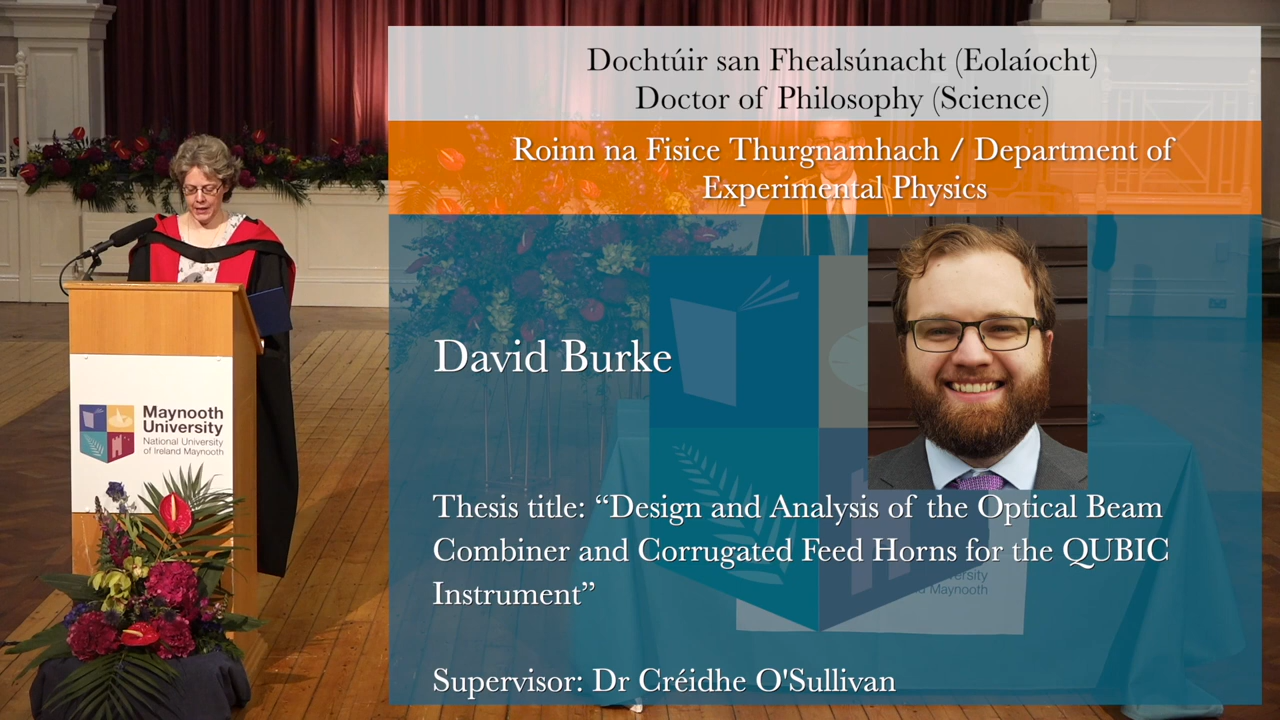 Dochtúir san Fhealsúnacht (Eolaíocht)
Doctor of Philosophy (Science)
Roinn na Fisice Thurgnamhach / Department of
Experimental Physics
David Burke
Thesis title: “Design and Analysis of the Optical Beam
Combiner and Corrugated Feed Horns for the QUBIC
Instrument”
Supervisor: Dr Créidhe O'Sullivan
Maynooth
University
National University
of Ireland Maynooth
Maynooth